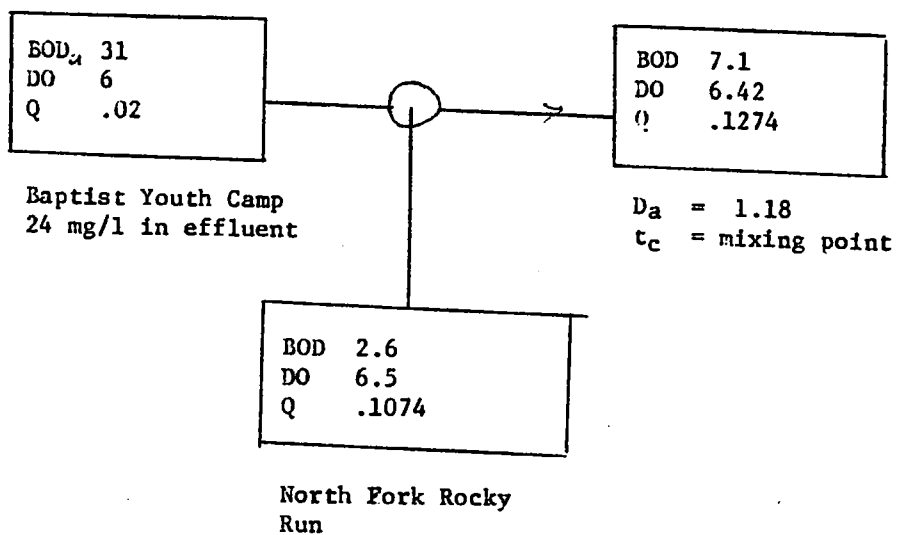 BODu 31
DO 6
Q .02
Baptist Youth Camp
24 mg/l in effluent
BOD 7.1
DO 6.42
Q .1274
Da = 1.18
tc = mixing point
BOD 2.6
DO 6.5
Q .1074
North Fork Rocky
Run